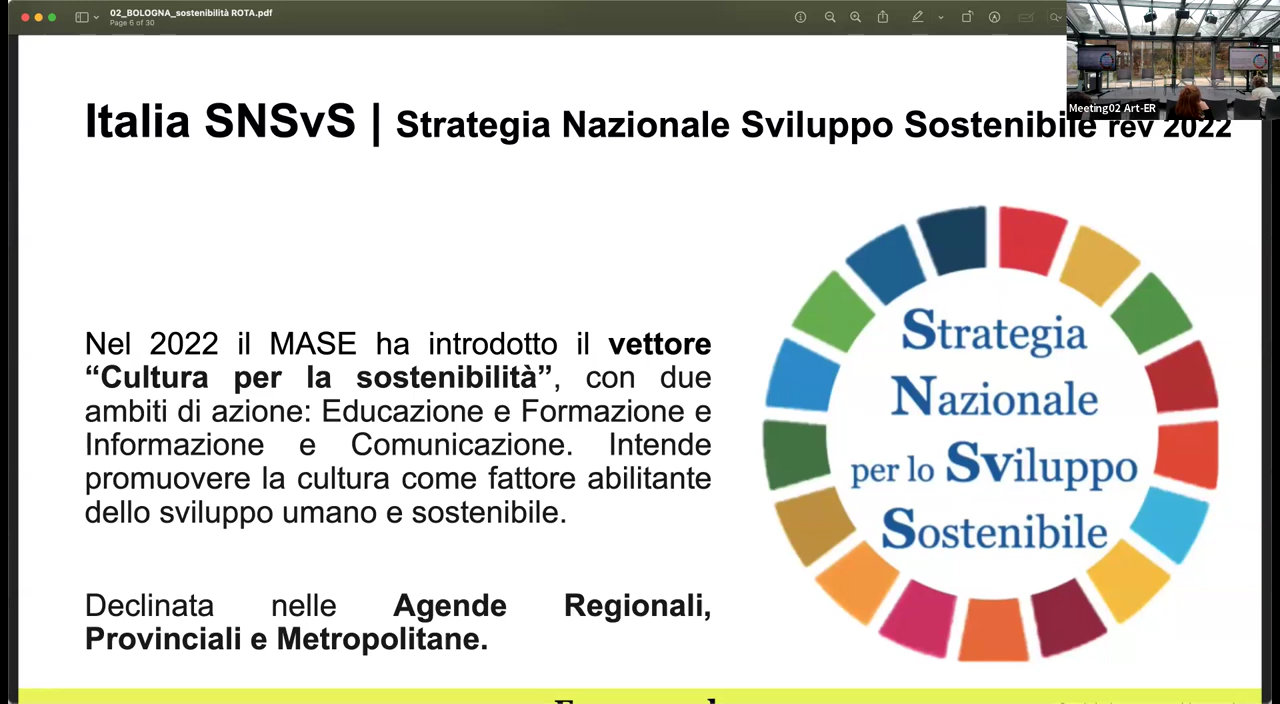 02_BOLOGNA_sostenibilità ROTA.pdf
Page 6 of 30
Meeting02 Art-ER
Italia SNSvS | Strategia Nazionale Sviluppo Sostenibile rev 2022
Nel 2022 il MASE ha introdotto il vettore
“Cultura per la sostenibilità”, con due
ambiti di azione: Educazione e Formazione e
Informazione e Comunicazione. Intende
promuovere la cultura come fattore abilitante
dello sviluppo umano e sostenibile.
Declinata nelle Agende Regionali,
Provinciali e Metropolitane.
Strategia
Nazionale
per lo Sviluppo
Sostenibile